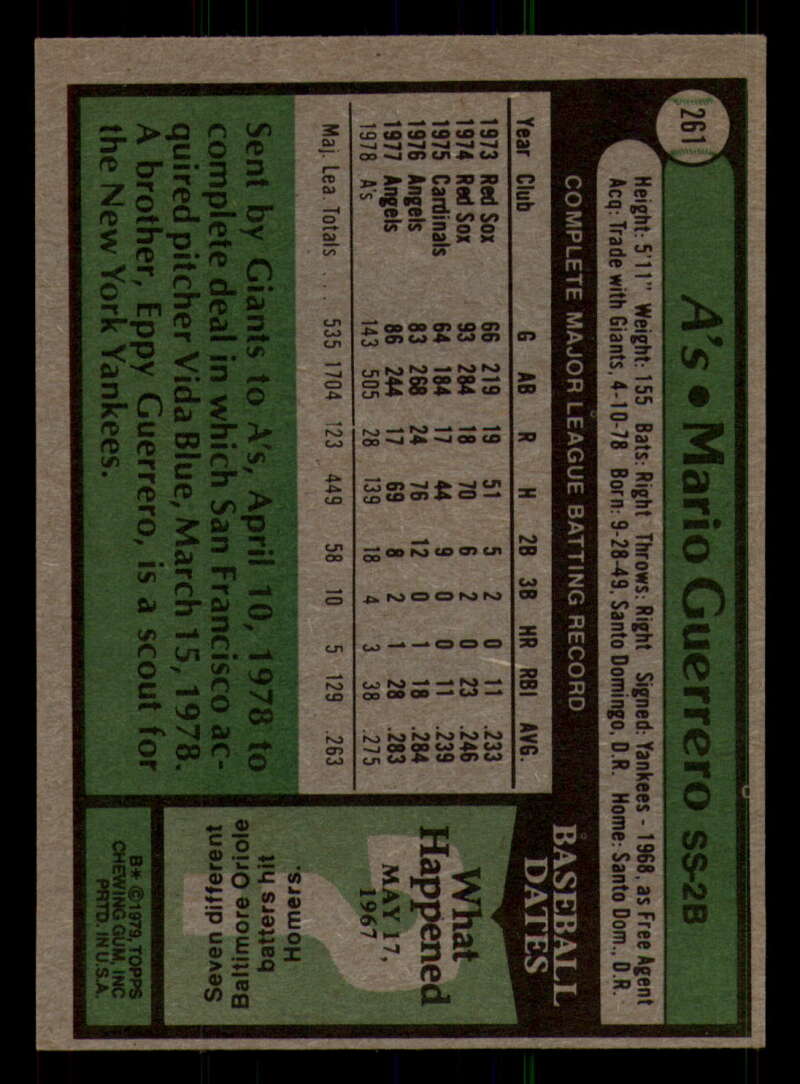 261
A's • Mario Guerrero SS-2B
Height: 5'11" Weight: 155 Bats: Right Throws: Right Signed: Yankees - 1968, as Free Agent
Acq: Trade with Giants, 4-10-78 Born: 9-28-49, Santo Domingo, D.R. Home: Santo Dom., D.R.
COMPLETE MAJOR LEAGUE BATTING RECORD
Year Club G AB R H 2B 3B HR RBI AVG.
1973 Red Sox 66 219 19 51 5 2 0 11 .233
1974 Red Sox 93 284 18 70 6 2 0 23 .246
1975 Cardinals 64 184 17 44 9 0 0 11 .239
1976 Angels 83 268 24 76 12 0 1 18 .284
1977 Angels 86 244 17 69 8 2 1 28 .283
1978 A's 143 505 28 139 18 4 3 38 .275
Maj. Lea. Totals . . . 535 1704 123 449 58 10 5 129 .263
Sent by Giants to A's, April 10, 1978 to
complete deal in which San Francisco ac-
quired pitcher Vida Blue, March 15, 1978.
A brother, Eppy Guerrero, is a scout for
the New York Yankees.
BASEBALL
DATES
What
Happened
MAY 17,
1967
?
Seven different
Baltimore Oriole
batters hit
Homers.
B* ©1979, TOPPS
CHEWING GUM, INC
PRTD. IN U.S.A.